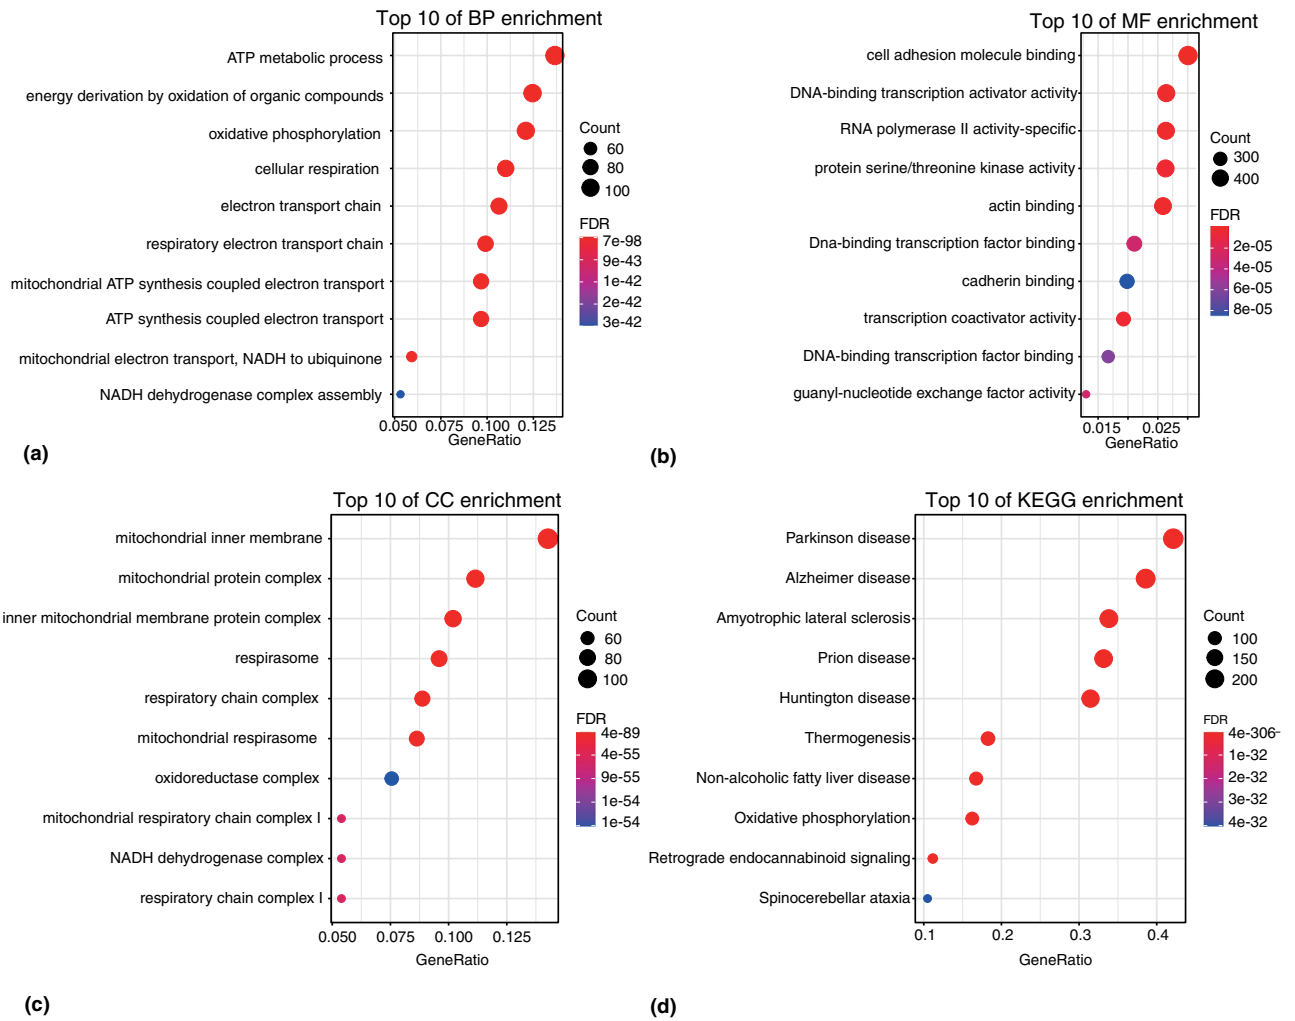 Top 10 of BP enrichment
ATP metabolic process
energy derivation by oxidation of organic compounds
oxidative phosphorylation
cellular respiration
electron transport chain
respiratory electron transport chain
mitochondrial ATP synthesis coupled electron transport
ATP synthesis coupled electron transport
mitochondrial electron transport, NADH to ubiquinone
NADH dehydrogenase complex assembly
0.050 0.075 0.100 0.125
GeneRatio
Count
60
80
100
FDR
7e-98
9e-43
1e-42
2e-42
3e-42
(a)
Top 10 of MF enrichment
cell adhesion molecule binding
DNA-binding transcription activator activity
RNA polymerase II activity-specific
protein serine/threonine kinase activity
actin binding
Dna-binding transcription factor binding
cadherin binding
transcription coactivator activity
DNA-binding transcription factor binding
guanyl-nucleotide exchange factor activity
0.015 0.025
GeneRatio
Count
300
400
FDR
2e-05
4e-05
6e-05
8e-05
(b)
Top 10 of CC enrichment
mitochondrial inner membrane
mitochondrial protein complex
inner mitochondrial membrane protein complex
respirasome
respiratory chain complex
mitochondrial respirasome
oxidoreductase complex
mitochondrial respiratory chain complex I
NADH dehydrogenase complex
respiratory chain complex I
0.050 0.075 0.100 0.125
GeneRatio
Count
60
80
100
FDR
4e-89
4e-55
9e-55
1e-54
1e-54
(c)
Top 10 of KEGG enrichment
Parkinson disease
Alzheimer disease
Amyotrophic lateral sclerosis
Prion disease
Huntington disease
Thermogenesis
Non-alcoholic fatty liver disease
Oxidative phosphorylation
Retrograde endocannabinoid signaling
Spinocerebellar ataxia
0.1 0.2 0.3 0.4
GeneRatio
Count
100
150
200
FDR
4e-306
1e-32
2e-32
3e-32
4e-32
(d)